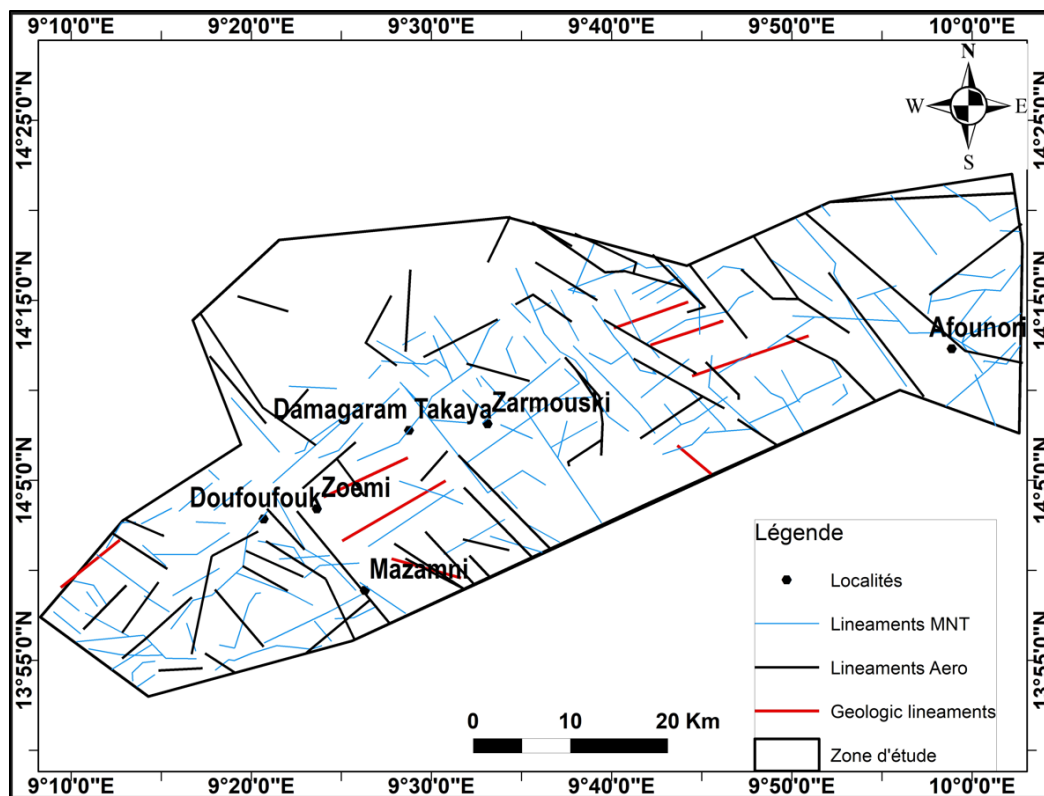 9°10'0"E 9°20'0"E 9°30'0"E 9°40'0"E 9°50'0"E 10°0'0"E
N
W E
S
14°25'0"N 14°25'0"N
14°15'0"N 14°15'0"N
Afounori
Damagaram Takaya Zarmouski
14°5'0"N 14°5'0"N
Doufoufouk Zoemi
Mazamni
13°55'0"N 13°55'0"N
Légende
Localités
Lineaments MNT
Lineaments Aero
Geologic lineaments
Zone d'étude
0 10 20 Km
9°10'0"E 9°20'0"E 9°30'0"E 9°40'0"E 9°50'0"E 10°0'0"E